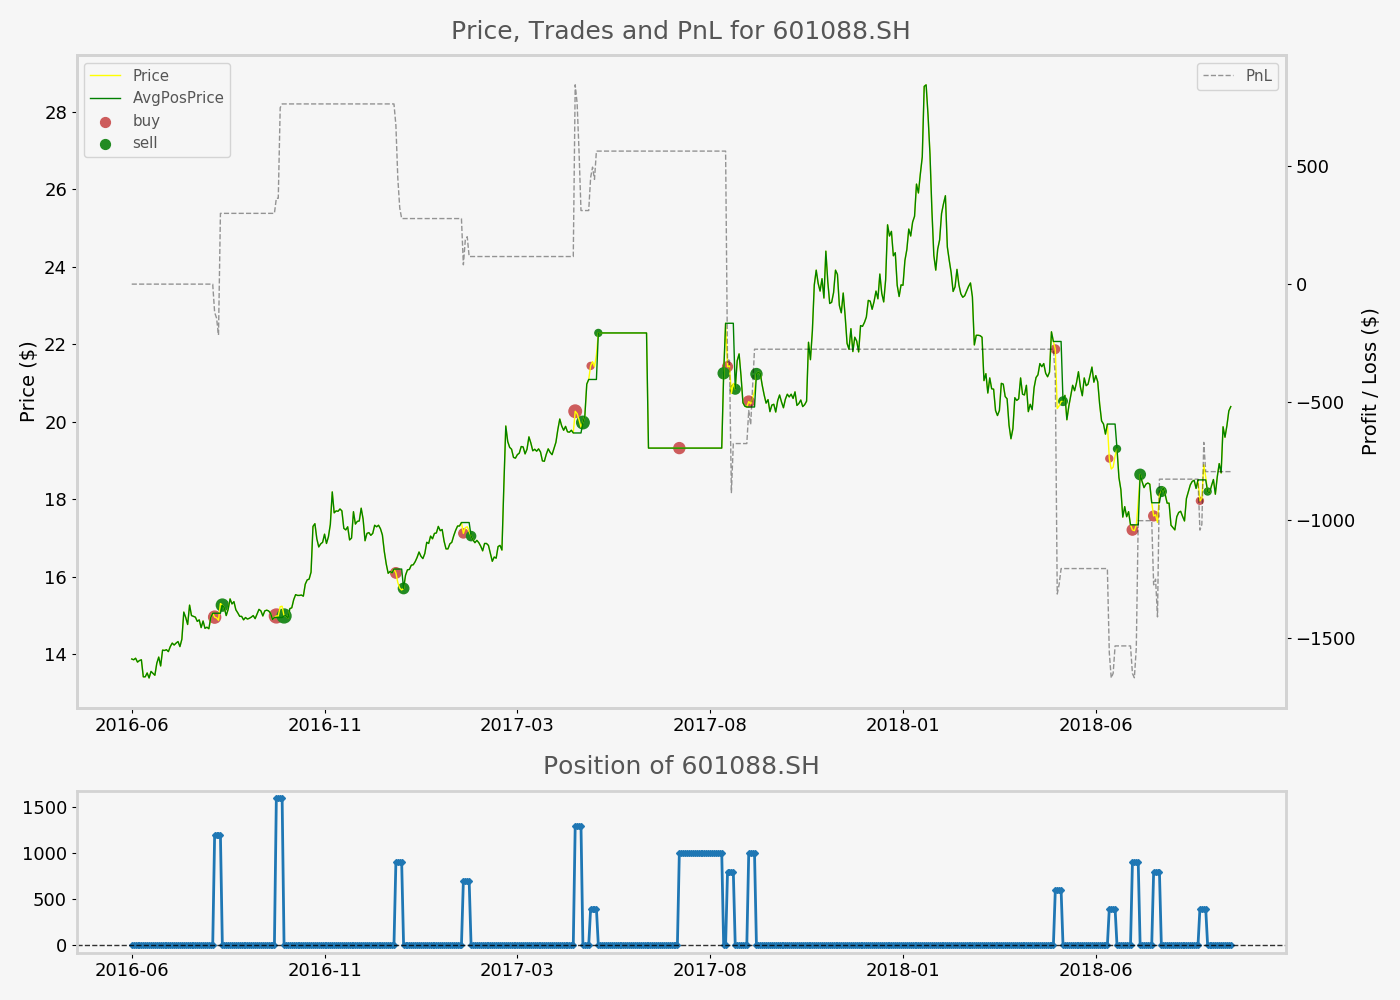 Price, Trades and PnL for 601088.SH
Price
AvgPosPrice
buy
sell
PnL
28
26
24
22
20
18
16
14
Price ($)
500
0
−500
−1000
−1500
Profit / Loss ($)
2016-06 2016-11 2017-03 2017-08 2018-01 2018-06
Position of 601088.SH
1500
1000
500
0
2016-06 2016-11 2017-03 2017-08 2018-01 2018-06